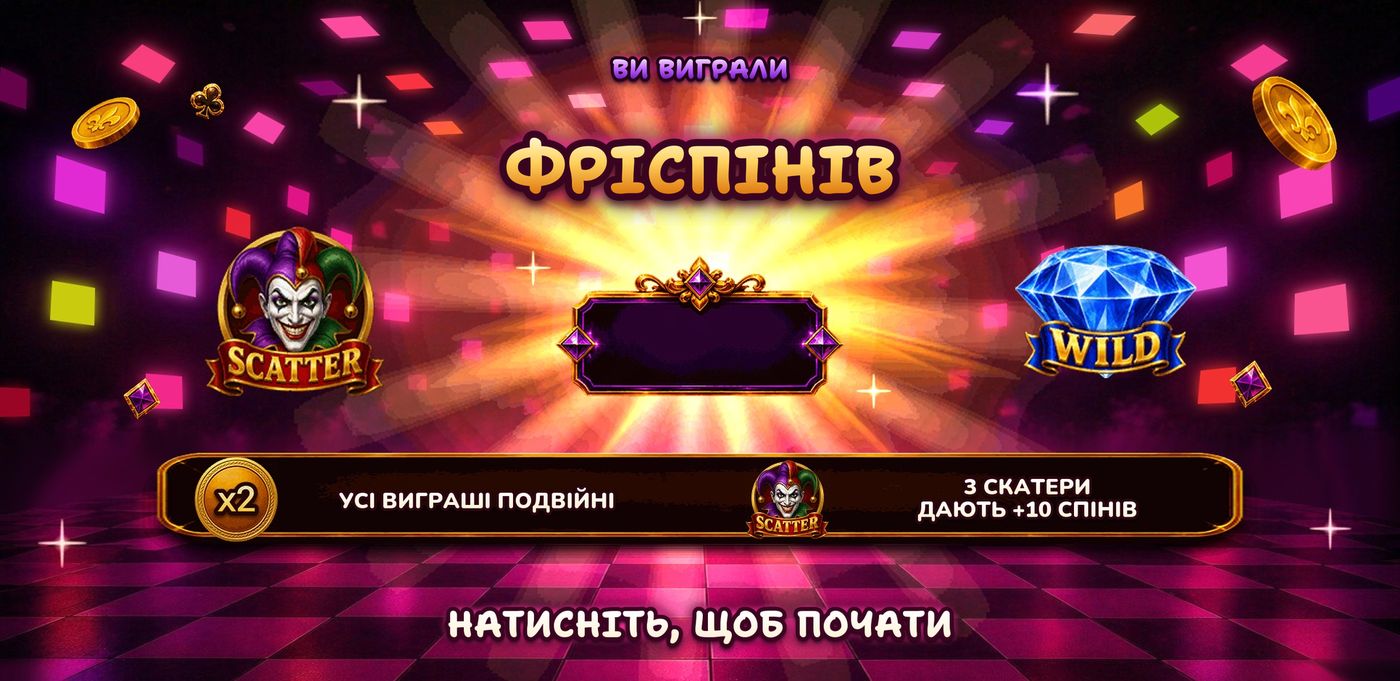 ВИ ВИГРАЛИ
ФРІСПІНІВ
SCATTER
WILD
x2
УСІ ВИГРАШІ ПОДВІЙНІ
SCATTER
3 СКАТЕРИ
ДАЮТЬ +10 СПІНІВ
НАТИСНІТЬ, ЩОБ ПОЧАТИ